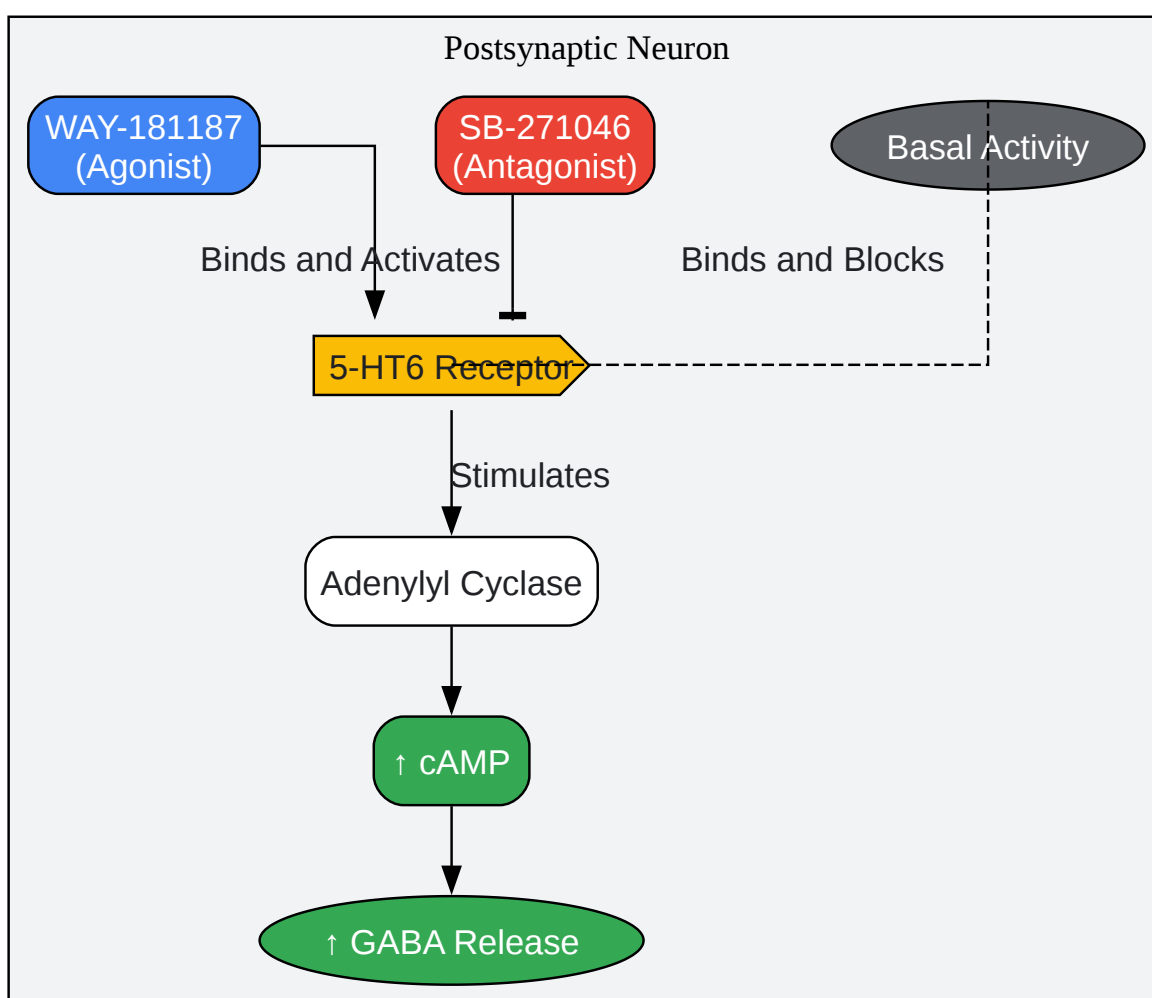 Postsynaptic Neuron
WAY-181187
(Agonist)
SB-271046
(Antagonist)
Basal Activity
Binds and Activates
Binds and Blocks
5-HT6 Receptor
Stimulates
Adenylyl Cyclase
↑ cAMP
↑ GABA Release